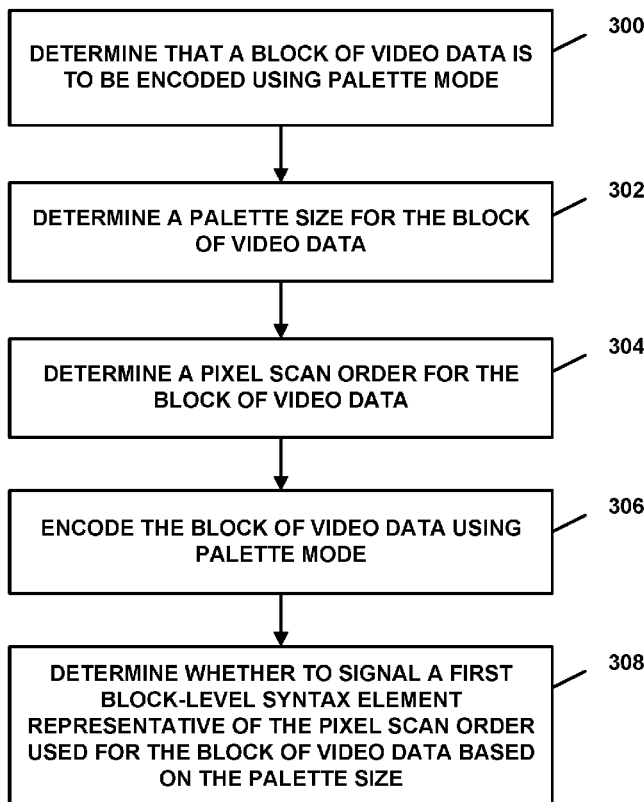 300
DETERMINE THAT A BLOCK OF VIDEO DATA IS
TO BE ENCODED USING PALETTE MODE
302
DETERMINE A PALETTE SIZE FOR THE BLOCK
OF VIDEO DATA
304
DETERMINE A PIXEL SCAN ORDER FOR THE
BLOCK OF VIDEO DATA
306
ENCODE THE BLOCK OF VIDEO DATA USING
PALETTE MODE
308
DETERMINE WHETHER TO SIGNAL A FIRST
BLOCK-LEVEL SYNTAX ELEMENT
REPRESENTATIVE OF THE PIXEL SCAN ORDER
USED FOR THE BLOCK OF VIDEO DATA BASED
ON THE PALETTE SIZE